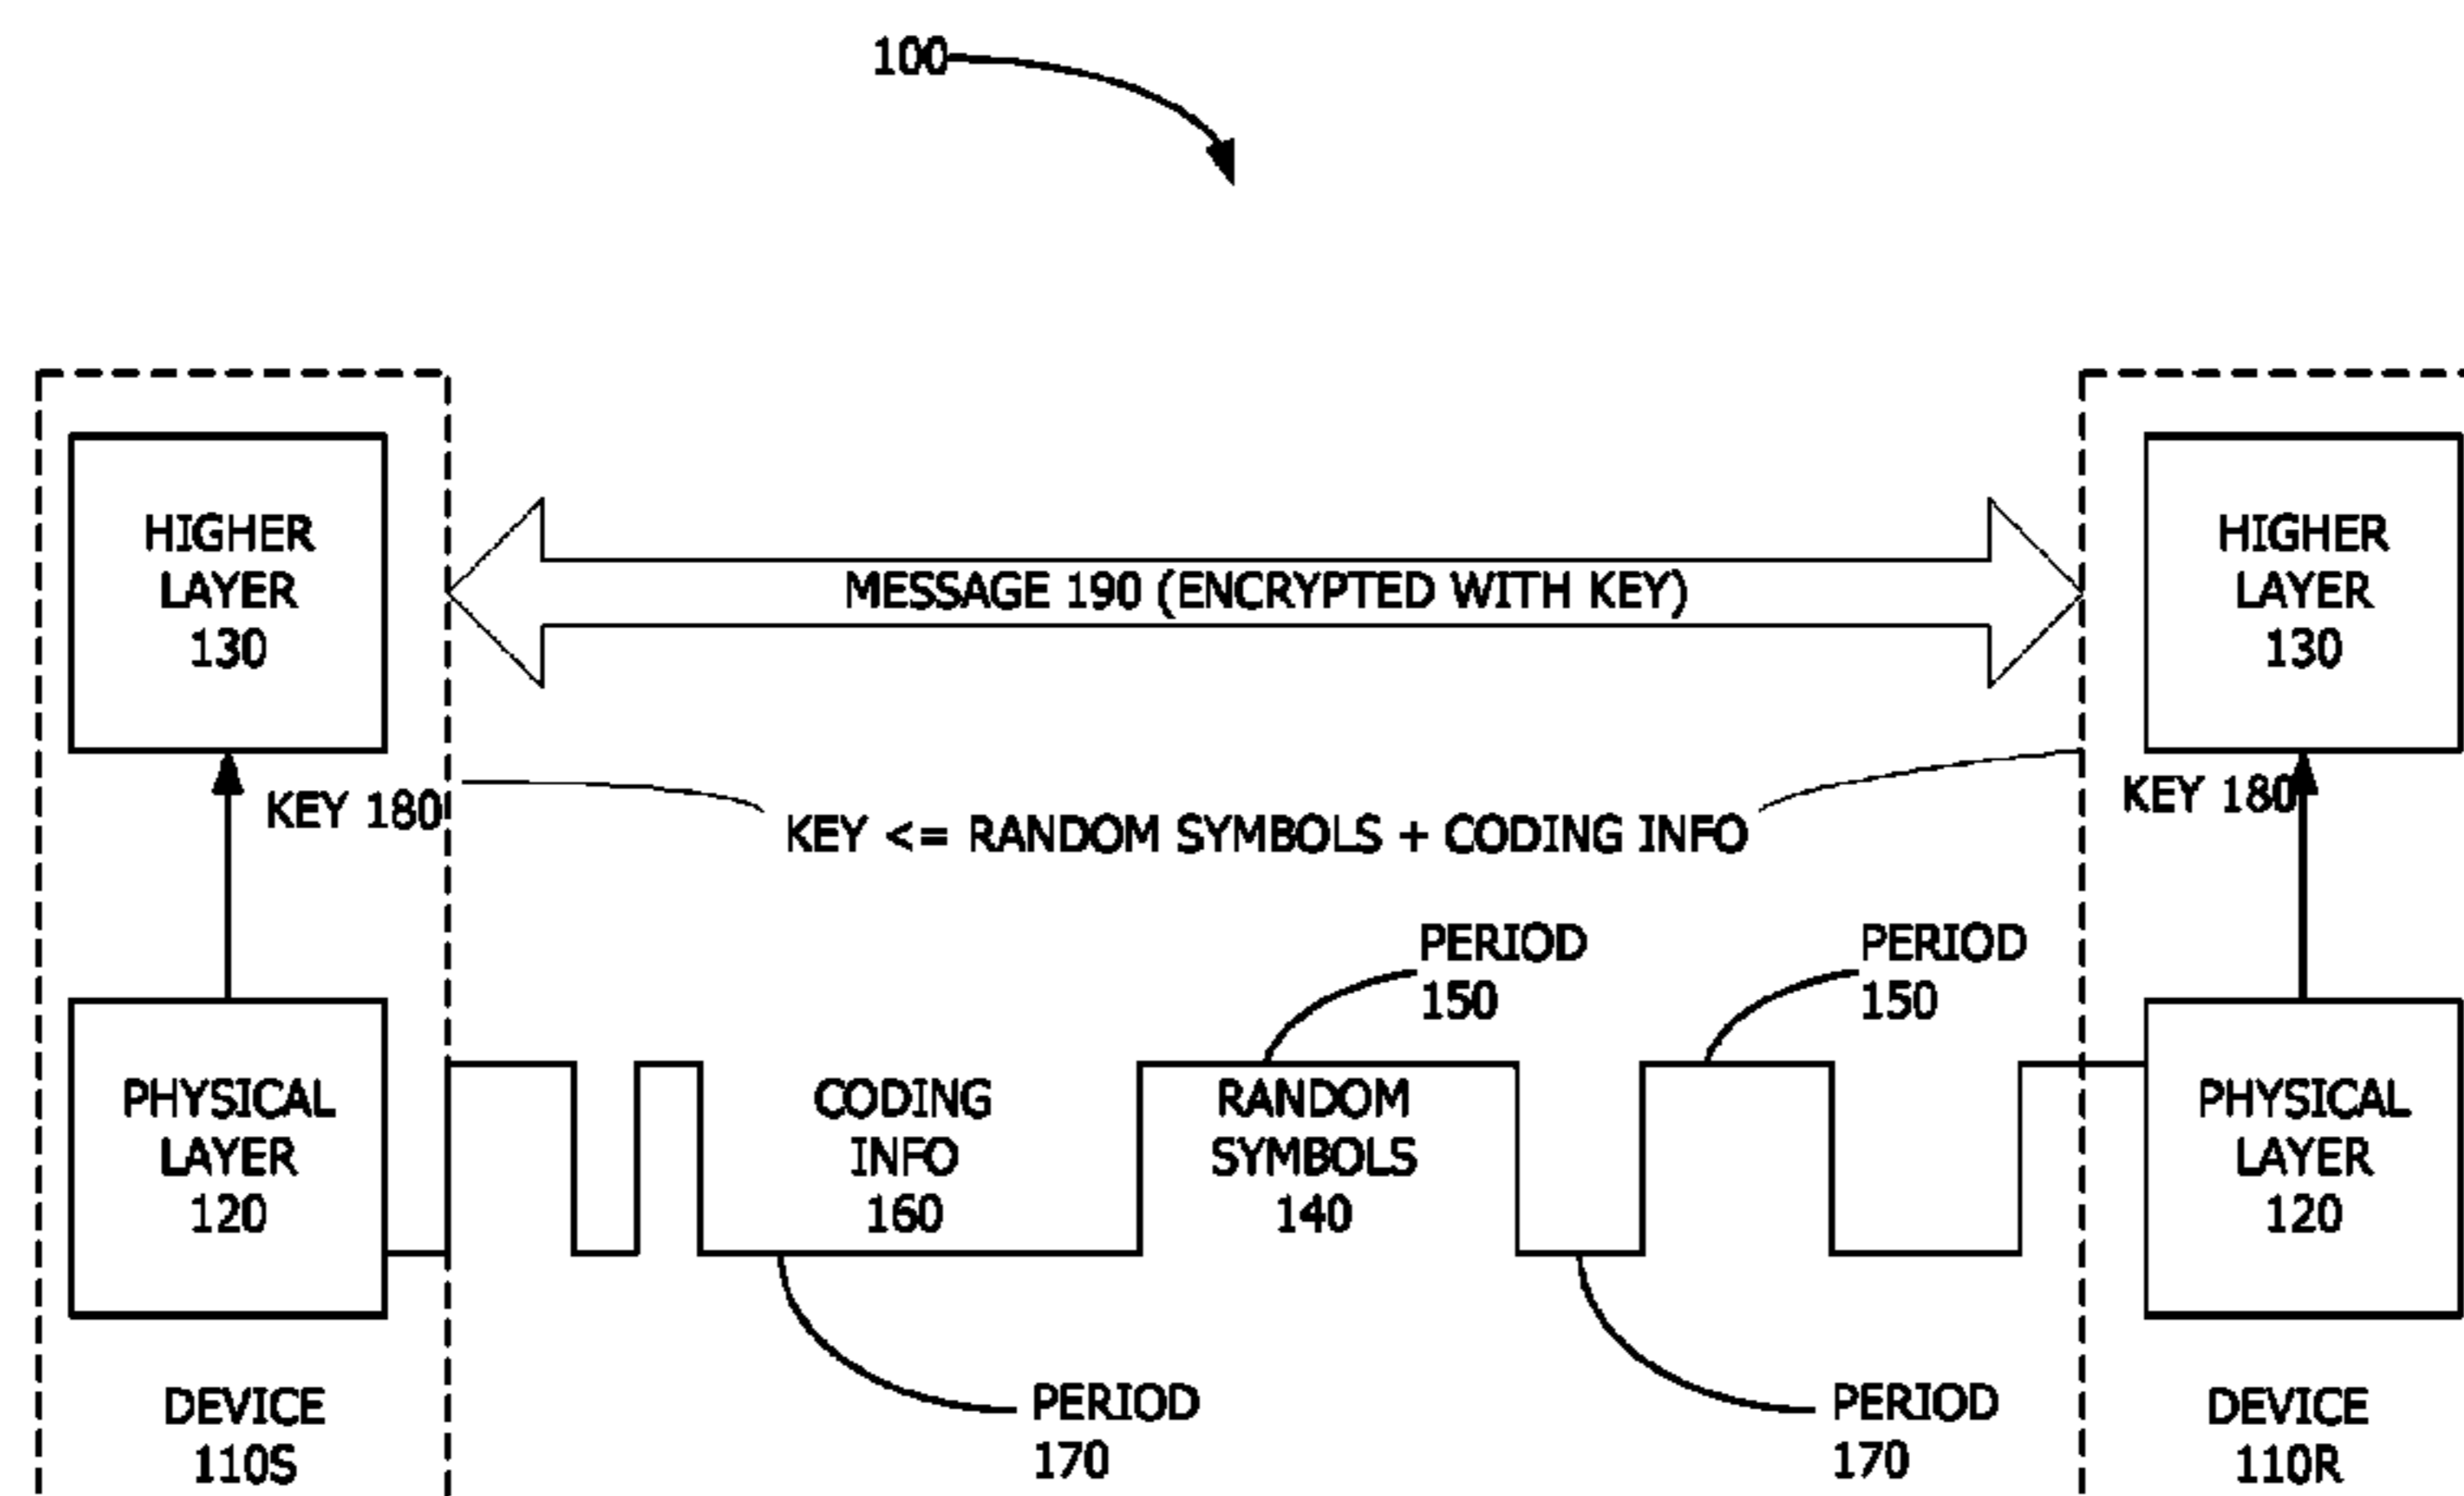 100
HIGHER
LAYER
130
MESSAGE 190 (ENCRYPTED WITH KEY)
HIGHER
LAYER
130
KEY 180
KEY <= RANDOM SYMBOLS + CODING INFO
KEY 180
PERIOD
150
PERIOD
150
PHYSICAL
LAYER
120
CODING
INFO
160
RANDOM
SYMBOLS
140
PHYSICAL
LAYER
120
DEVICE
110S
PERIOD
170
PERIOD
170
DEVICE
110R